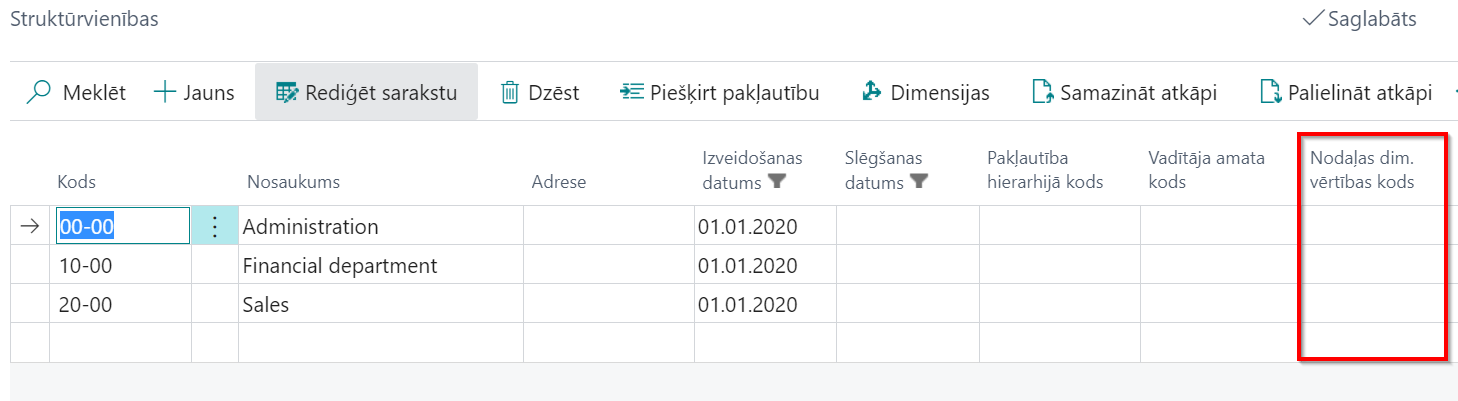 Struktūrvienības Saglabāts
Meklēt Jauns Rediģēt sarakstu Dzēst Piešķirt pakļautību Dimensijas Samazināt atkāpi Palielināt atkāpi
Izveidošanas Slēgšanas Pakļautība Vadītāja amata Nodaļas dim.
Kods Nosaukums Adrese datums datums hierarhijā kods kods vērtības kods
00-00 Administration 01.01.2020
10-00 Financial department 01.01.2020
20-00 Sales 01.01.2020